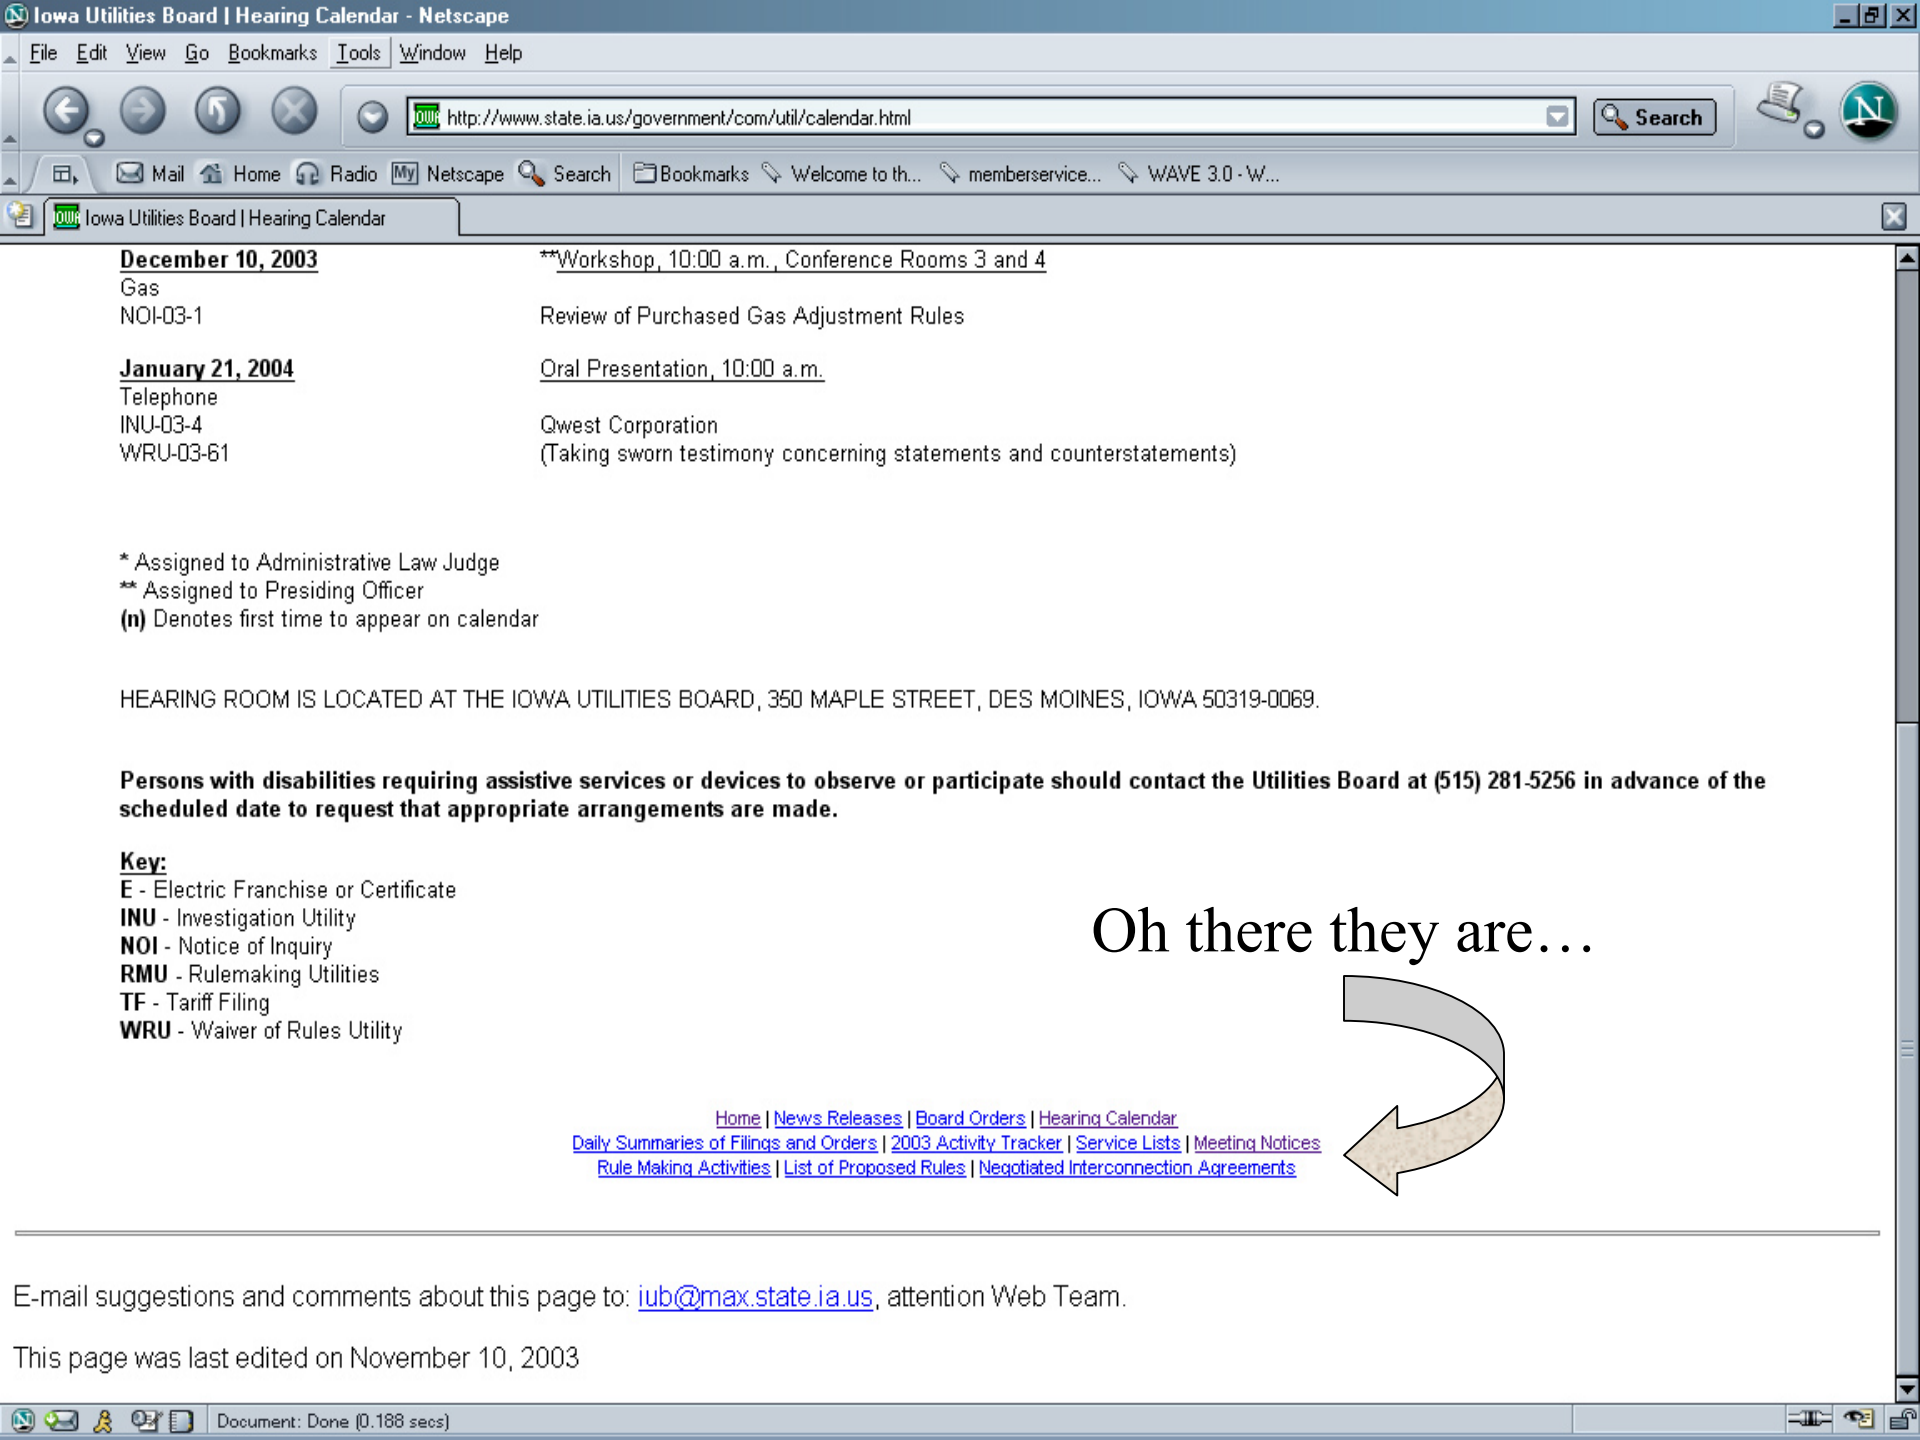 Iowa Utilities Board | Hearing Calendar - Netscape
File Edit View Go Bookmarks Tools Window Help
http://www.state.ia.us/government/com/util/calendar.html Search N
Mail Home Radio My Netscape Search Bookmarks Welcome to th... memberservice... WAVE 3.0 - W...
Iowa Utilities Board | Hearing Calendar
December 10, 2003 **Workshop, 10:00 a.m., Conference Rooms 3 and 4
Gas
NOI-03-1 Review of Purchased Gas Adjustment Rules
January 21, 2004 Oral Presentation, 10:00 a.m.
Telephone
INU-03-4 Qwest Corporation
WRU-03-61 (Taking sworn testimony concerning statements and counterstatements)
* Assigned to Administrative Law Judge
** Assigned to Presiding Officer
(n) Denotes first time to appear on calendar
HEARING ROOM IS LOCATED AT THE IOWA UTILITIES BOARD, 350 MAPLE STREET, DES MOINES, IOWA 50319-0069.
Persons with disabilities requiring assistive services or devices to observe or participate should contact the Utilities Board at (515) 281-5256 in advance of the
scheduled date to request that appropriate arrangements are made.
Key:
E - Electric Franchise or Certificate
INU - Investigation Utility
NOI - Notice of Inquiry
RMU - Rulemaking Utilities
TF - Tariff Filing
WRU - Waiver of Rules Utility
Oh there they are…
Home | News Releases | Board Orders | Hearing Calendar
Daily Summaries of Filings and Orders | 2003 Activity Tracker | Service Lists | Meeting Notices
Rule Making Activities | List of Proposed Rules | Negotiated Interconnection Agreements
E-mail suggestions and comments about this page to: iub@max.state.ia.us, attention Web Team.
This page was last edited on November 10, 2003
Document: Done (0.188 secs)